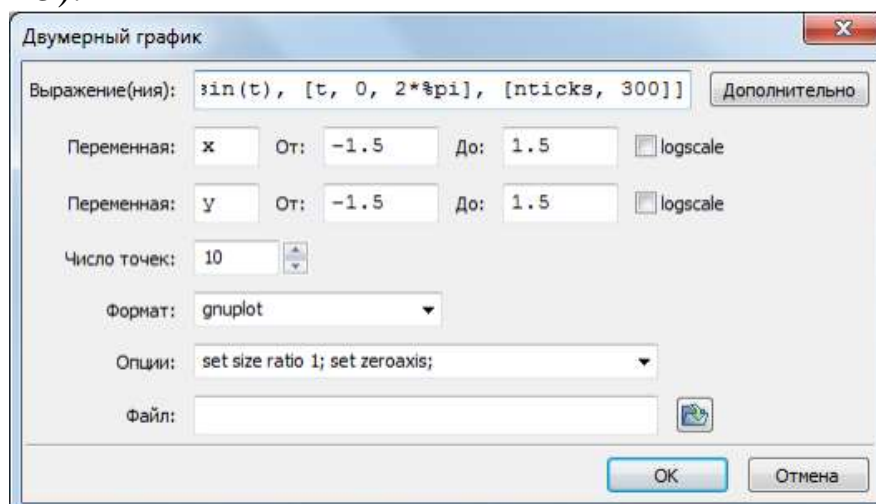 Двумерный график
Выражение(ния): sin(t), [t, 0, 2*%pi], [nticks, 300]] Дополнительно
Переменная: x От: -1.5 До: 1.5 logscale
Переменная: y От: -1.5 До: 1.5 logscale
Число точек: 10
Формат: gnuplot
Опции: set size ratio 1; set zeroaxis;
Файл:
OK Отмена